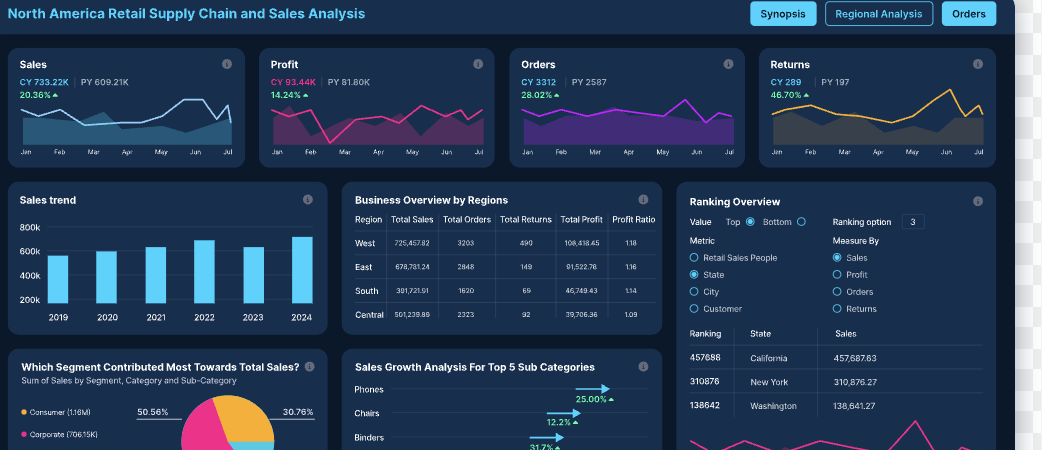 North America Retail Supply Chain and Sales Analysis
Synopsis
Regional Analysis
Orders
Sales
CY 733.22K | PY 609.21K
20.36%
Jan Feb Mar Apr May Jun Jul
Profit
CY 93.44K | PY 81.80K
14.24%
Jan Feb Mar Apr May Jun Jul
Orders
CY 3312 | PY 2587
28.02%
Jan Feb Mar Apr May Jun Jul
Returns
CY 289 | PY 197
46.70%
Jan Feb Mar Apr May Jun Jul
Sales trend
800k
600k
400k
200k
2019 2020 2021 2022 2023 2024
Business Overview by Regions
Region Total Sales Total Orders Total Returns Total Profit Profit Ratio
West 725,457.82 3203 490 108,418.45 1.18
East 678,781.24 2848 149 91,522.76 1.16
South 391,721.91 1620 69 46,749.43 1.14
Central 501,239.89 2323 92 39,706.36 1.09
Ranking Overview
Value Top Bottom Ranking option 3
Metric Measure By
Retail Sales People Sales
State Profit
City Orders
Customer Returns
Ranking State Sales
457686 California 457,687.63
310876 New York 310,876.27
138642 Washington 138,641.27
Which Segment Contributed Most Towards Total Sales?
Sum of Sales by Segment, Category and Sub-Category
Consumer (1.16M)
Corporate (706.15K)
50.56% 30.76%
Sales Growth Analysis For Top 5 Sub Categories
Phones
25.00%
Chairs
12.2%
Binders
31.7%